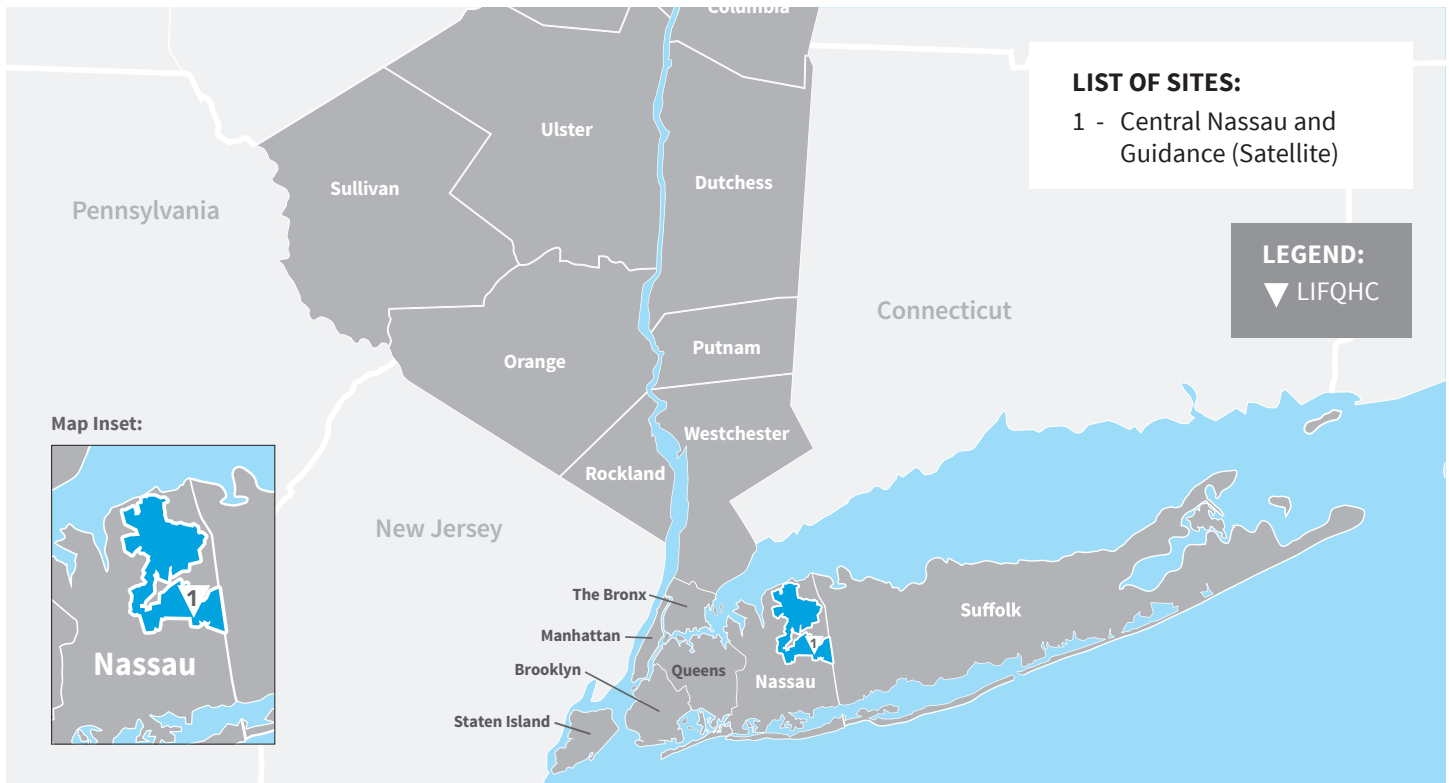 Columbia
LIST OF SITES:
1 - Central Nassau and
Guidance (Satellite)
Ulster
Sullivan
Dutchess
Pennsylvania
LEGEND:
LIFQHC
Connecticut
Putnam
Orange
Map Inset:
Westchester
Rockland
New Jersey
The Bronx
1
Suffolk
Manhattan
1
Nassau
Brooklyn
Queens
Nassau
Staten Island